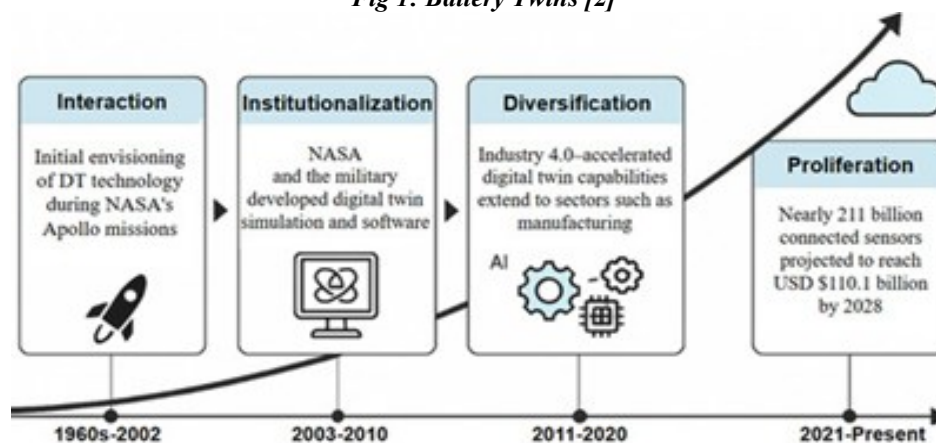 Fig 1: Battery Twins [2]
Interaction
Initial envisioning
of DT technology
during NASA's
Apollo missions
Institutionalization
NASA
and the military
developed digital twin
simulation and software
Diversification
Industry 4.0–accelerated
digital twin capabilities
extend to sectors such as
manufacturing
AI
Proliferation
Nearly 211 billion
connected sensors
projected to reach
USD $110.1 billion
by 2028
1960s-2002
2003-2010
2011-2020
2021-Present